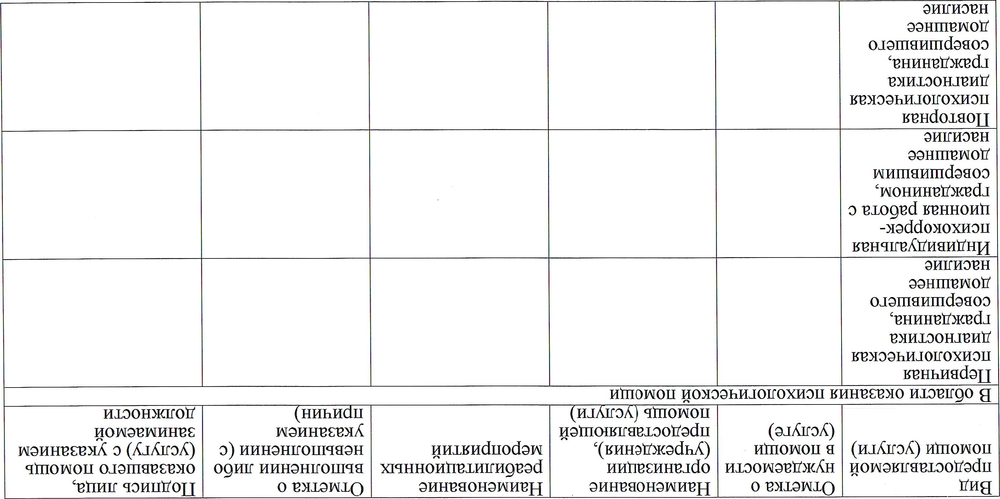 Вид
предоставляемой
помощи (услуги)
Отметка о
нуждаемости
в помощи
(услуге)
Наименование
организации
(учреждения),
предоставляющей
помощь (услуги)
Наименование
реабилитационных
мероприятий
Отметка о
выполнении либо
невыполнении (с
указанием
причин)
Подпись лица,
оказавшего помощь
(услугу) с указанием
занимаемой
должности
В области оказания психологической помощи
Первичная
психологическая
диагностика
гражданина,
совершившего
домашнее
насилие
Индивидуальная
психокоррек-
ционная работа с
гражданином,
совершившим
домашнее
насилие
Повторная
психологическая
диагностика
гражданина,
совершившего
домашнее
насилие